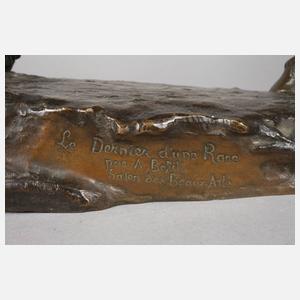 Le Dernier d'une Race
par A. Bofill
Salon des Beaux Arts